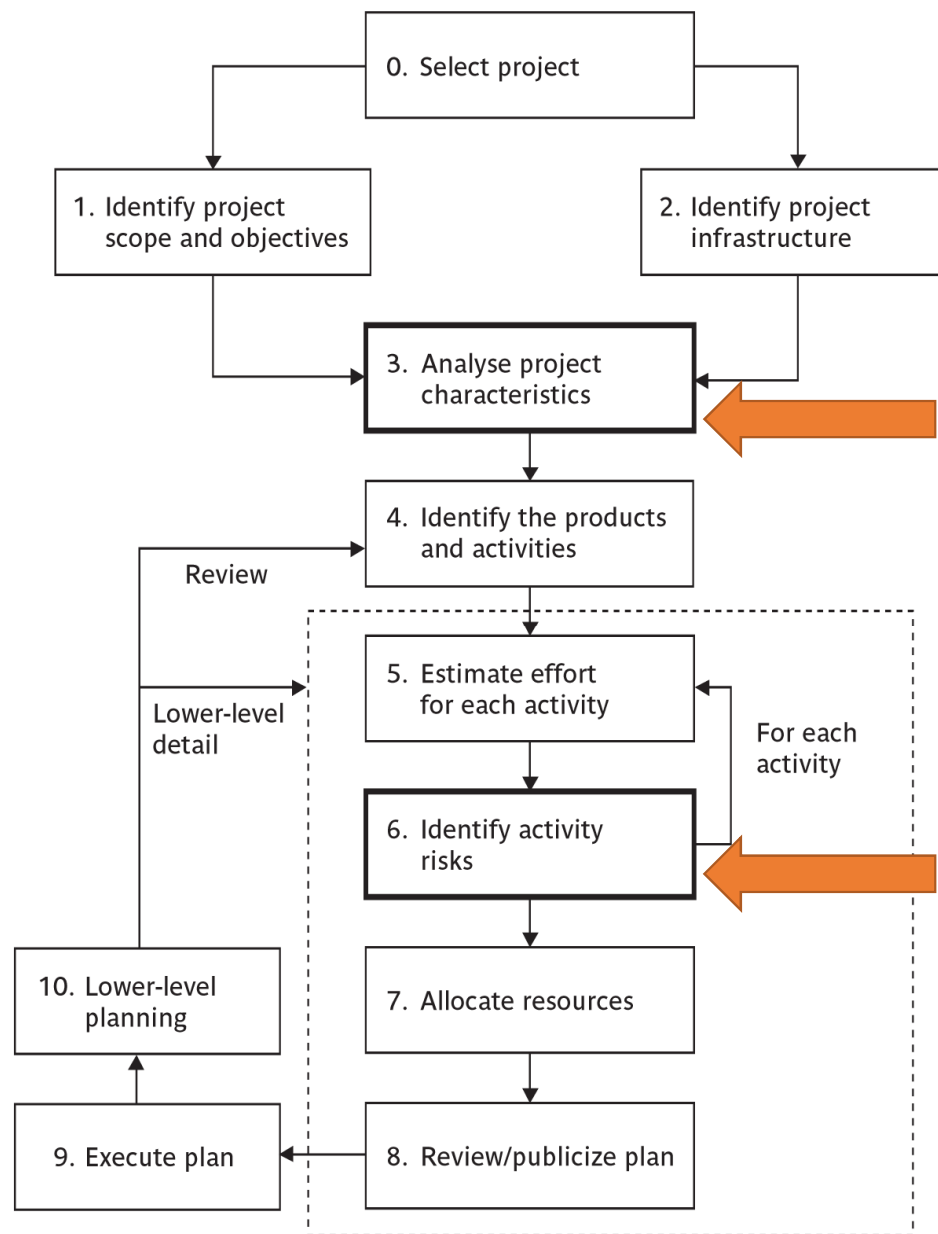 0. Select project
1. Identify project
scope and objectives
2. Identify project
infrastructure
3. Analyse project
characteristics
4. Identify the products
and activities
Review
5. Estimate effort
for each activity
Lower-level
detail
For each
activity
6. Identify activity
risks
10. Lower-level
planning
7. Allocate resources
9. Execute plan
8. Review/publicize plan